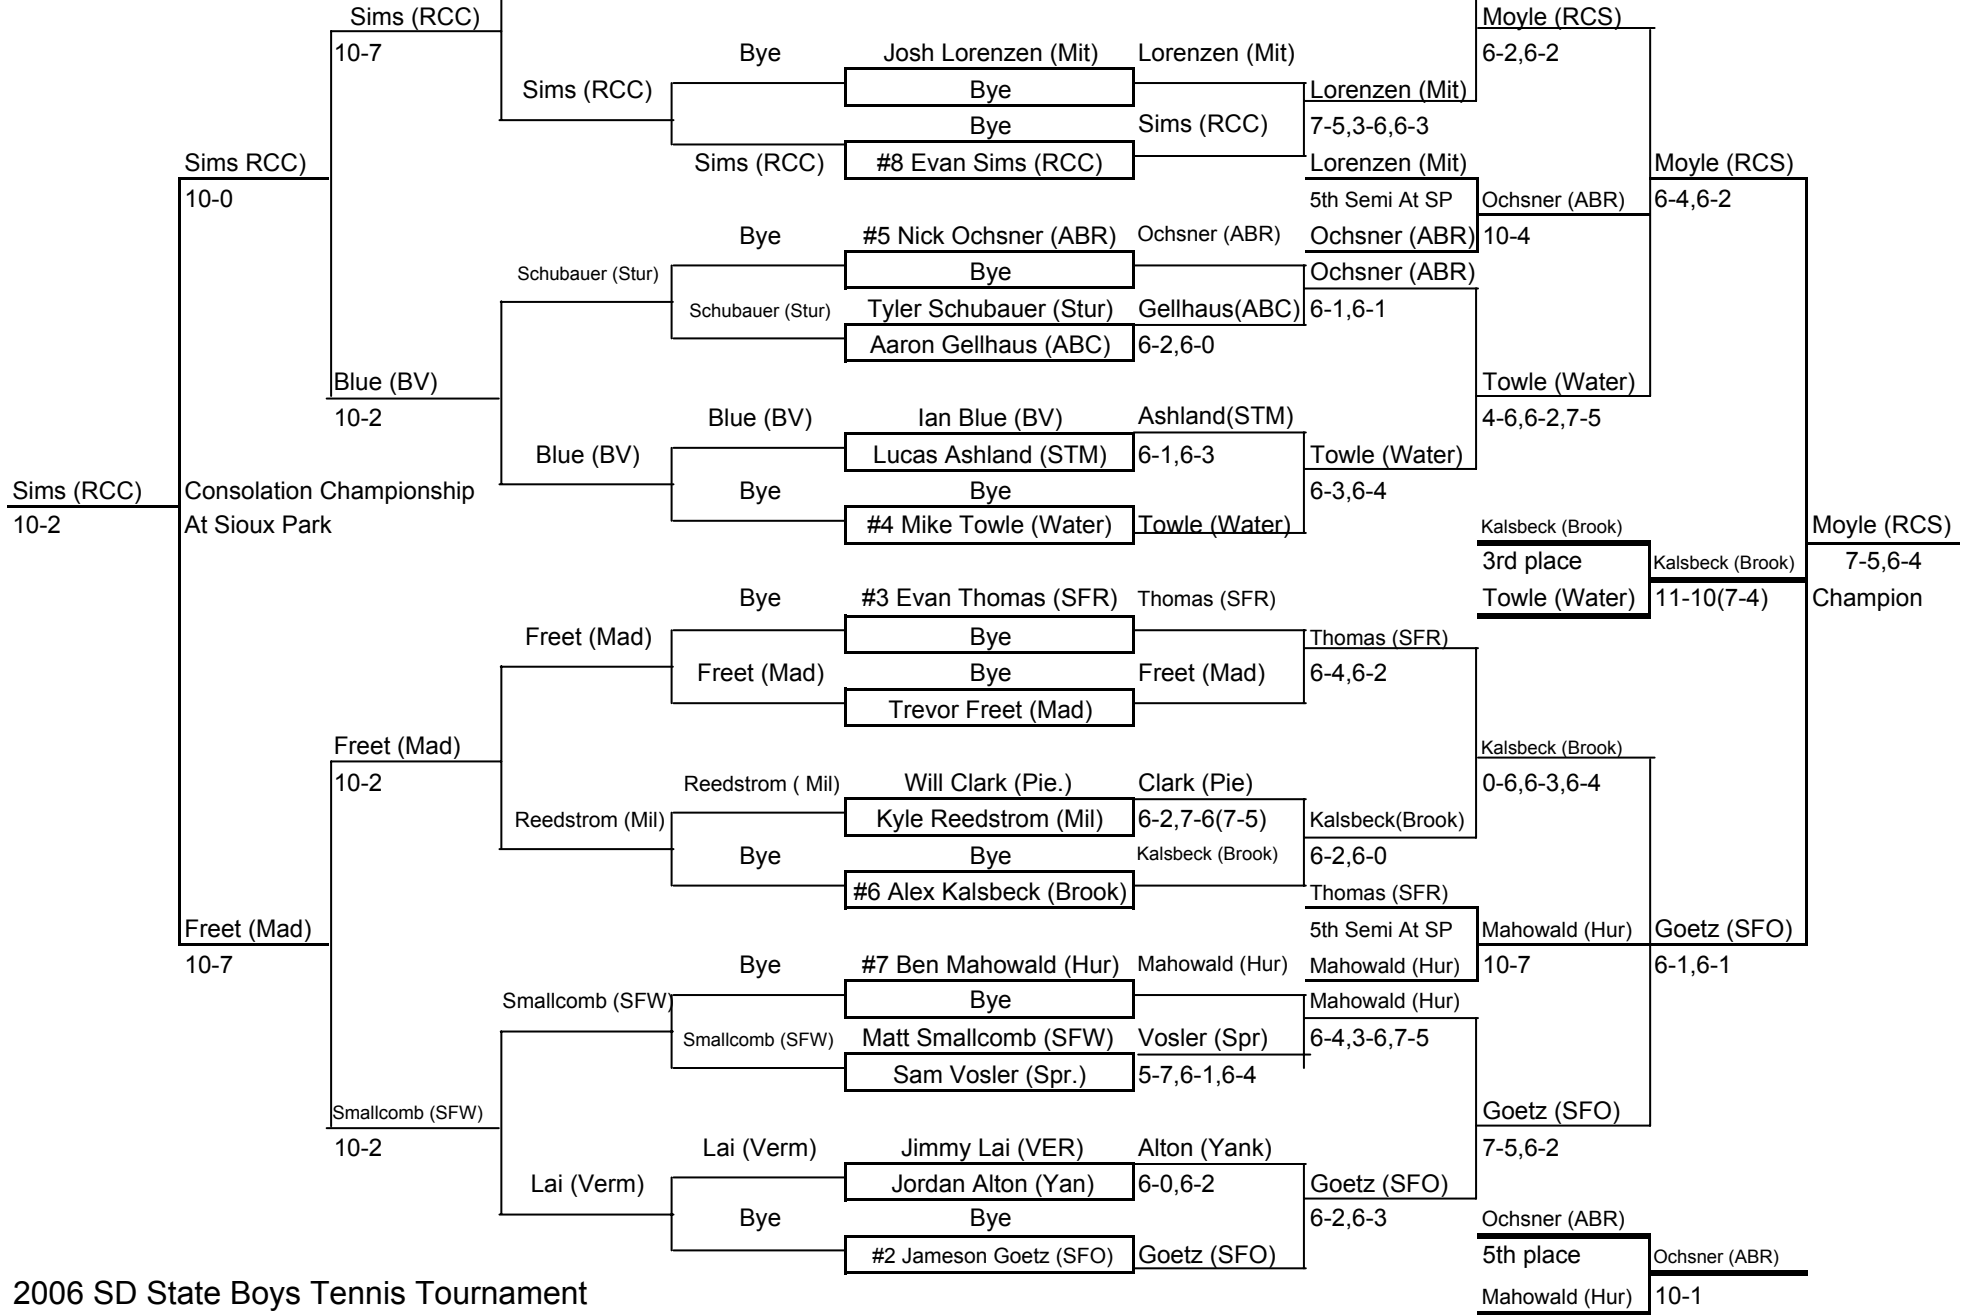 Sims (RCC) Moyle (RCS)
10-7 Bye Josh Lorenzen (Mit) Lorenzen (Mit) 6-2,6-2
Sims (RCC) Bye Lorenzen (Mit)
Bye Sims (RCC) 7-5,3-6,6-3
Sims RCC) Sims (RCC) #8 Evan Sims (RCC) Lorenzen (Mit) Moyle (RCS)
10-0 5th Semi At SP Ochsner (ABR) 6-4,6-2
Bye #5 Nick Ochsner (ABR) Ochsner (ABR) Ochsner (ABR) 10-4
Schubauer (Stur) Bye Ochsner (ABR)
Schubauer (Stur) Tyler Schubauer (Stur) Gellhaus(ABC) 6-1,6-1
Aaron Gellhaus (ABC) 6-2,6-0
Blue (BV) Towle (Water)
10-2 Blue (BV) Ian Blue (BV) Ashland(STM) 4-6,6-2,7-5
Blue (BV) Lucas Ashland (STM) 6-1,6-3 Towle (Water)
Sims (RCC) Consolation Championship Bye Bye 6-3,6-4
10-2 At Sioux Park #4 Mike Towle (Water) Towle (Water) Kalsbeck (Brook) Moyle (RCS)
3rd place Kalsbeck (Brook) 7-5,6-4
Bye #3 Evan Thomas (SFR) Thomas (SFR) Towle (Water) 11-10(7-4) Champion
Freet (Mad) Bye Thomas (SFR)
Freet (Mad) Bye Freet (Mad) 6-4,6-2
Trevor Freet (Mad)
Freet (Mad) Kalsbeck (Brook)
10-2 Reedstrom ( Mil) Will Clark (Pie.) Clark (Pie) 0-6,6-3,6-4
Reedstrom (Mil) Kyle Reedstrom (Mil) 6-2,7-6(7-5) Kalsbeck(Brook)
Bye Bye Kalsbeck (Brook) 6-2,6-0
#6 Alex Kalsbeck (Brook) Thomas (SFR)
Freet (Mad) 5th Semi At SP Mahowald (Hur) Goetz (SFO)
10-7 Bye #7 Ben Mahowald (Hur) Mahowald (Hur) Mahowald (Hur) 10-7 6-1,6-1
Smallcomb (SFW) Bye Mahowald (Hur)
Smallcomb (SFW) Matt Smallcomb (SFW) Vosler (Spr) 6-4,3-6,7-5
Sam Vosler (Spr.) 5-7,6-1,6-4
Smallcomb (SFW) Goetz (SFO)
10-2 Lai (Verm) Jimmy Lai (VER) Alton (Yank) 7-5,6-2
Lai (Verm) Jordan Alton (Yan) 6-0,6-2 Goetz (SFO)
Bye Bye 6-2,6-3 Ochsner (ABR)
#2 Jameson Goetz (SFO) Goetz (SFO) 5th place Ochsner (ABR)
2006 SD State Boys Tennis Tournament Mahowald (Hur) 10-1